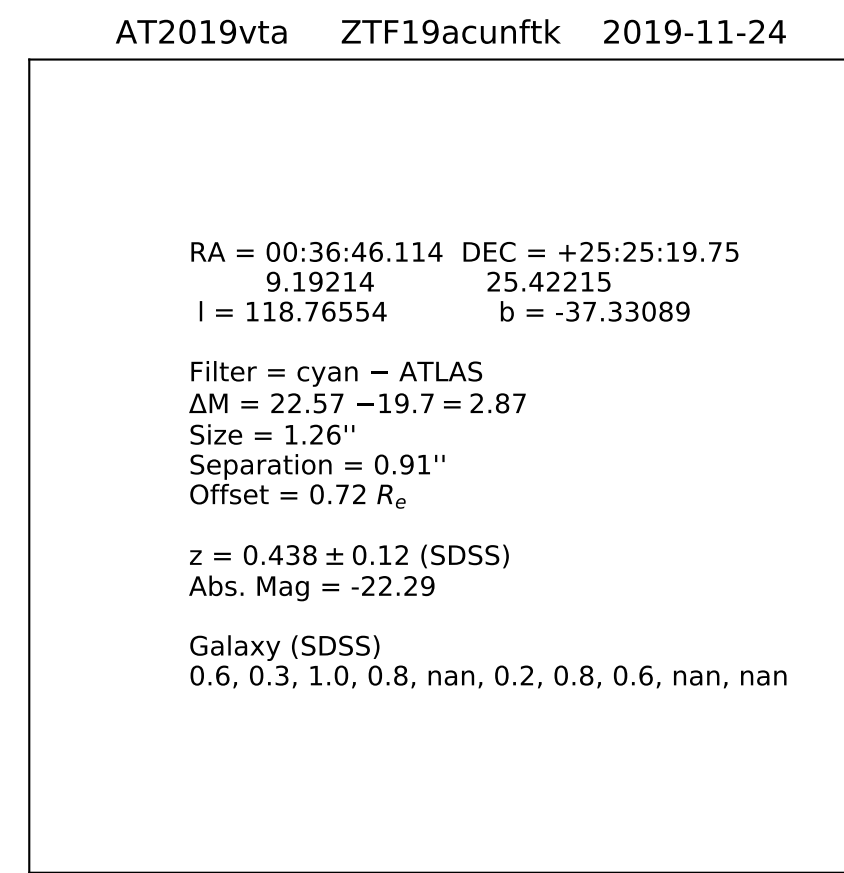 AT2019vta ZTF19acunftk 2019-11-24
RA = 00:36:46.114 DEC = +25:25:19.75
9.19214 25.42215
l = 118.76554 b = -37.33089
Filter = cyan − ATLAS
ΔM = 22.57 −19.7 = 2.87
Size = 1.26''
Separation = 0.91''
Offset = 0.72 Rₑ
z = 0.438 ± 0.12 (SDSS)
Abs. Mag = -22.29
Galaxy (SDSS)
0.6, 0.3, 1.0, 0.8, nan, 0.2, 0.8, 0.6, nan, nan